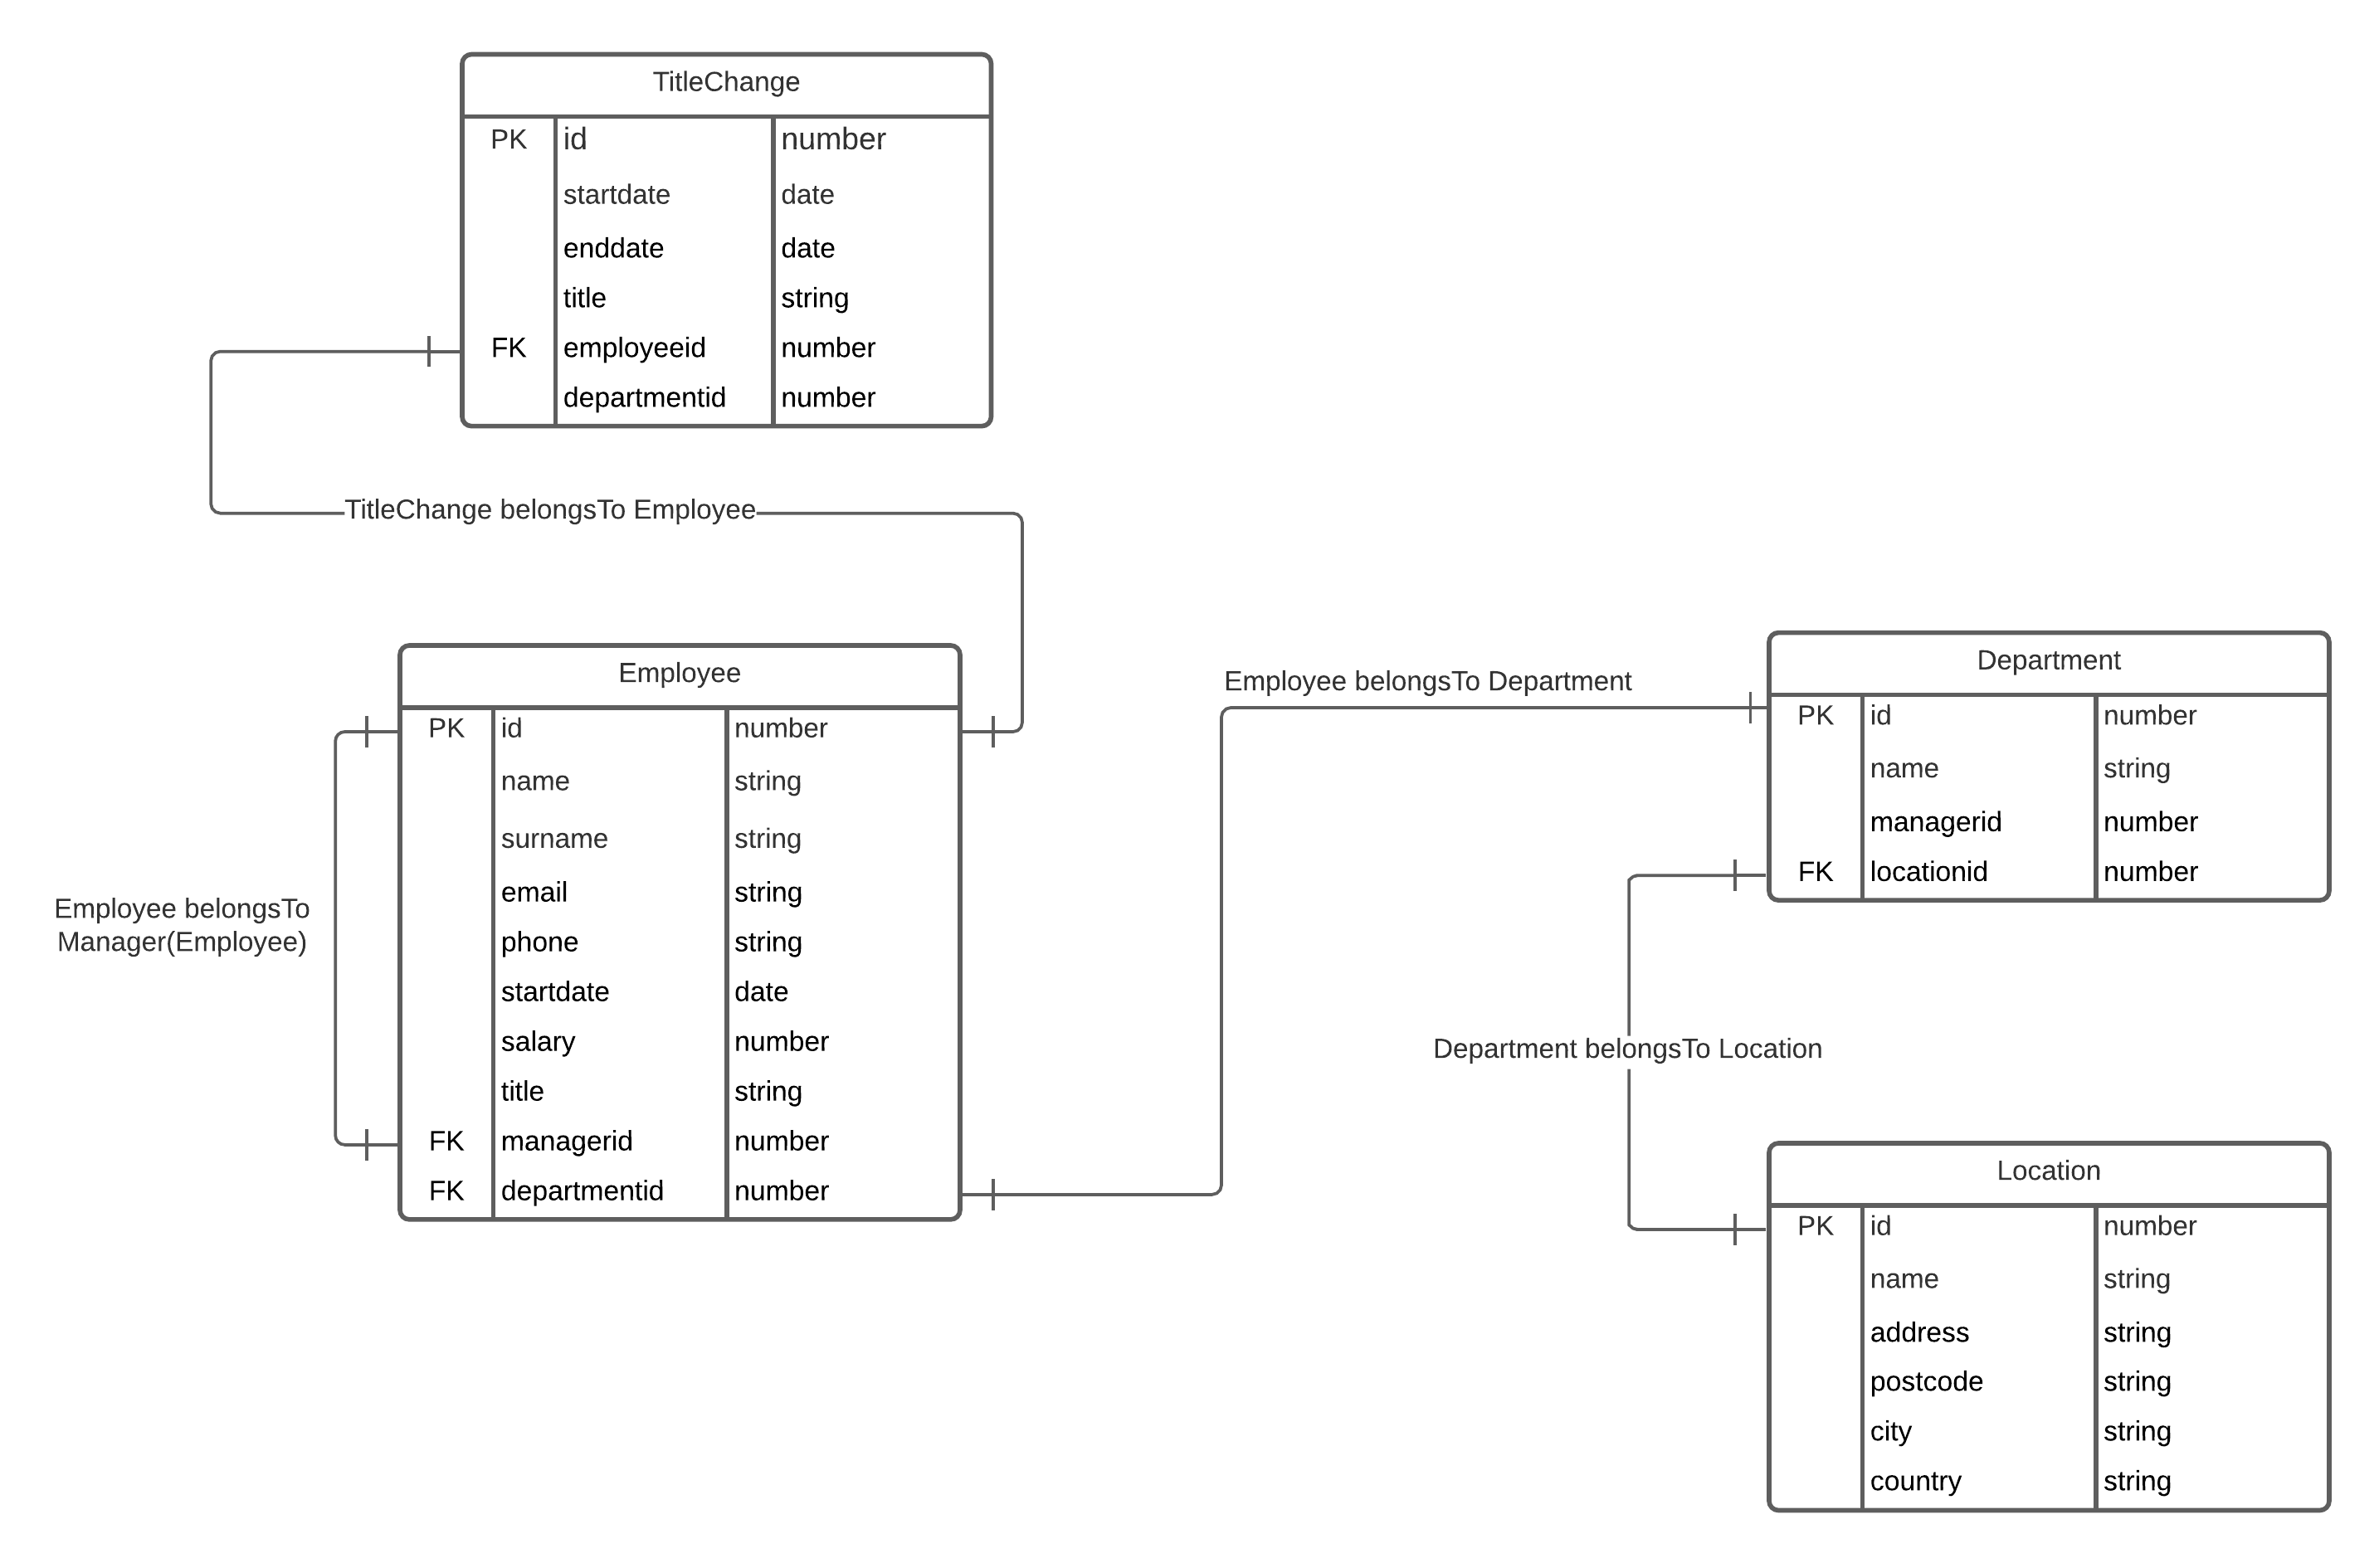 TitleChange
PK id number
startdate date
enddate date
title string
FK employeeid number
departmentid number
TitleChange belongsTo Employee
Employee
PK id number
name string
surname string
email string
phone string
startdate date
salary number
title string
FK managerid number
FK departmentid number
Employee belongsTo
Manager(Employee)
Employee belongsTo Department
Department
PK id number
name string
managerid number
FK locationid number
Department belongsTo Location
Location
PK id number
name string
address string
postcode string
city string
country string